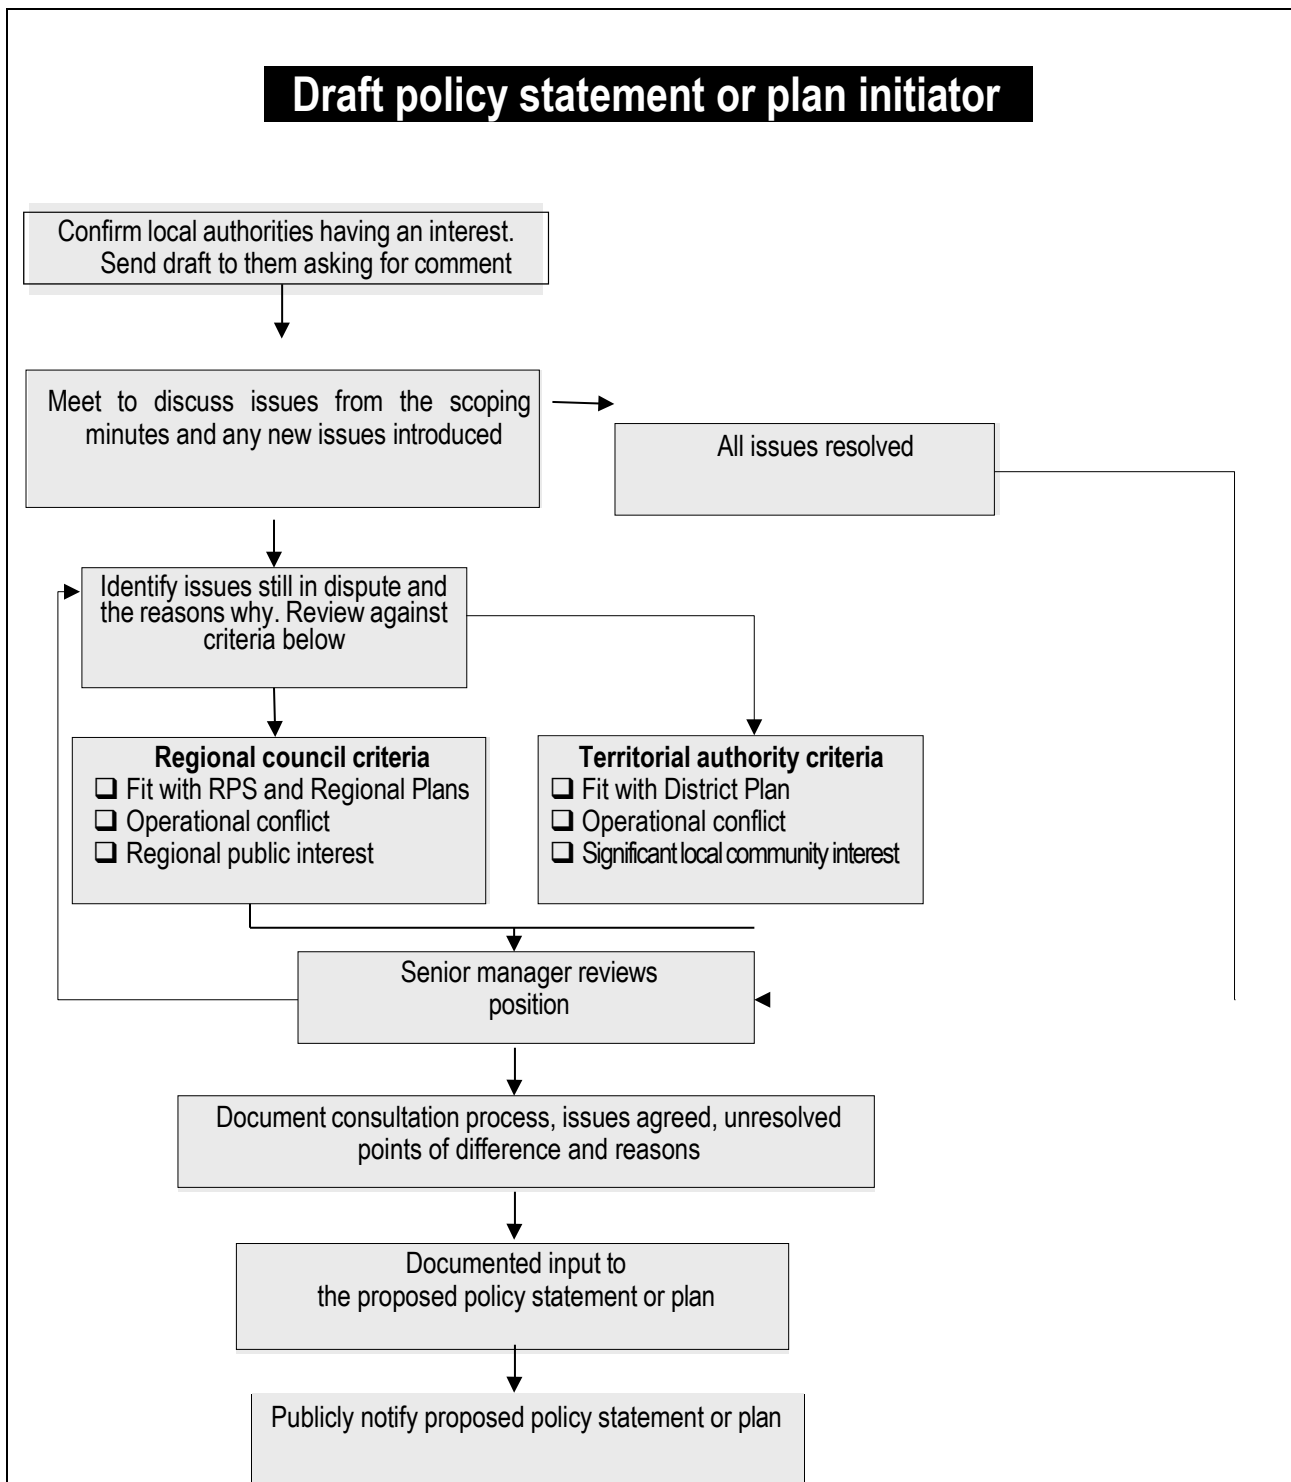 Draft policy statement or plan initiator
Confirm local authorities having an interest.
Send draft to them asking for comment
Meet to discuss issues from the scoping
minutes and any new issues introduced
All issues resolved
Identify issues still in dispute and
the reasons why. Review against
criteria below
Regional council criteria
❑ Fit with RPS and Regional Plans
❑ Operational conflict
❑ Regional public interest
Territorial authority criteria
❑ Fit with District Plan
❑ Operational conflict
❑ Significant local community interest
Senior manager reviews
position
Document consultation process, issues agreed, unresolved
points of difference and reasons
Documented input to
the proposed policy statement or plan
Publicly notify proposed policy statement or plan